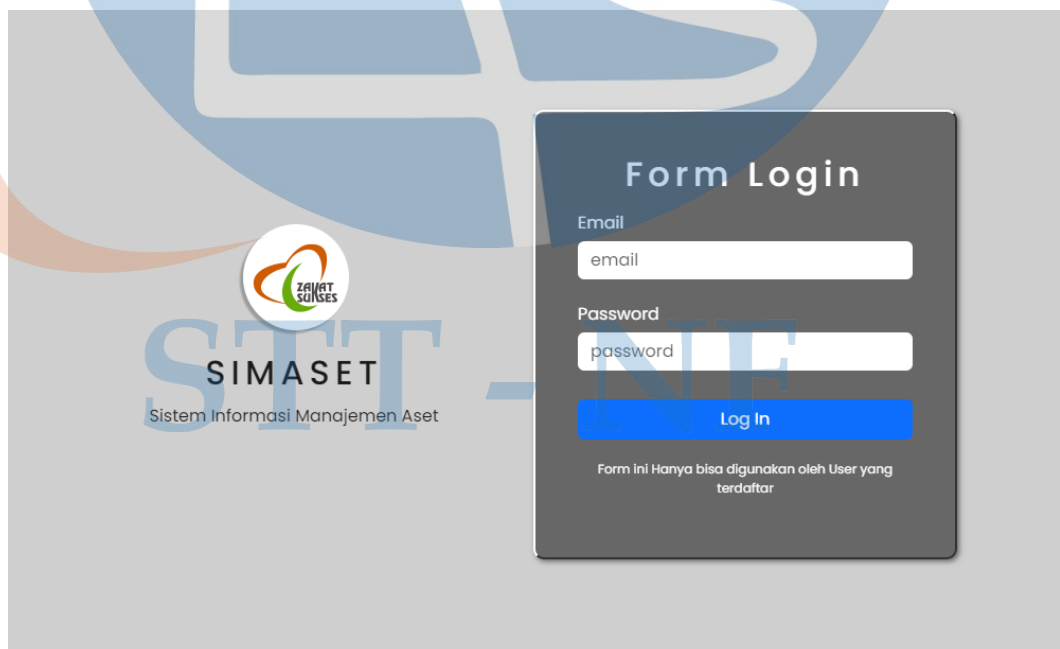 ZAKAT
SUKSES
SIMASET
Sistem Informasi Manajemen Aset
STT - NF
Form Login
Email
email
Password
password
Log In
Form ini Hanya bisa digunakan oleh User yang
terdaftar